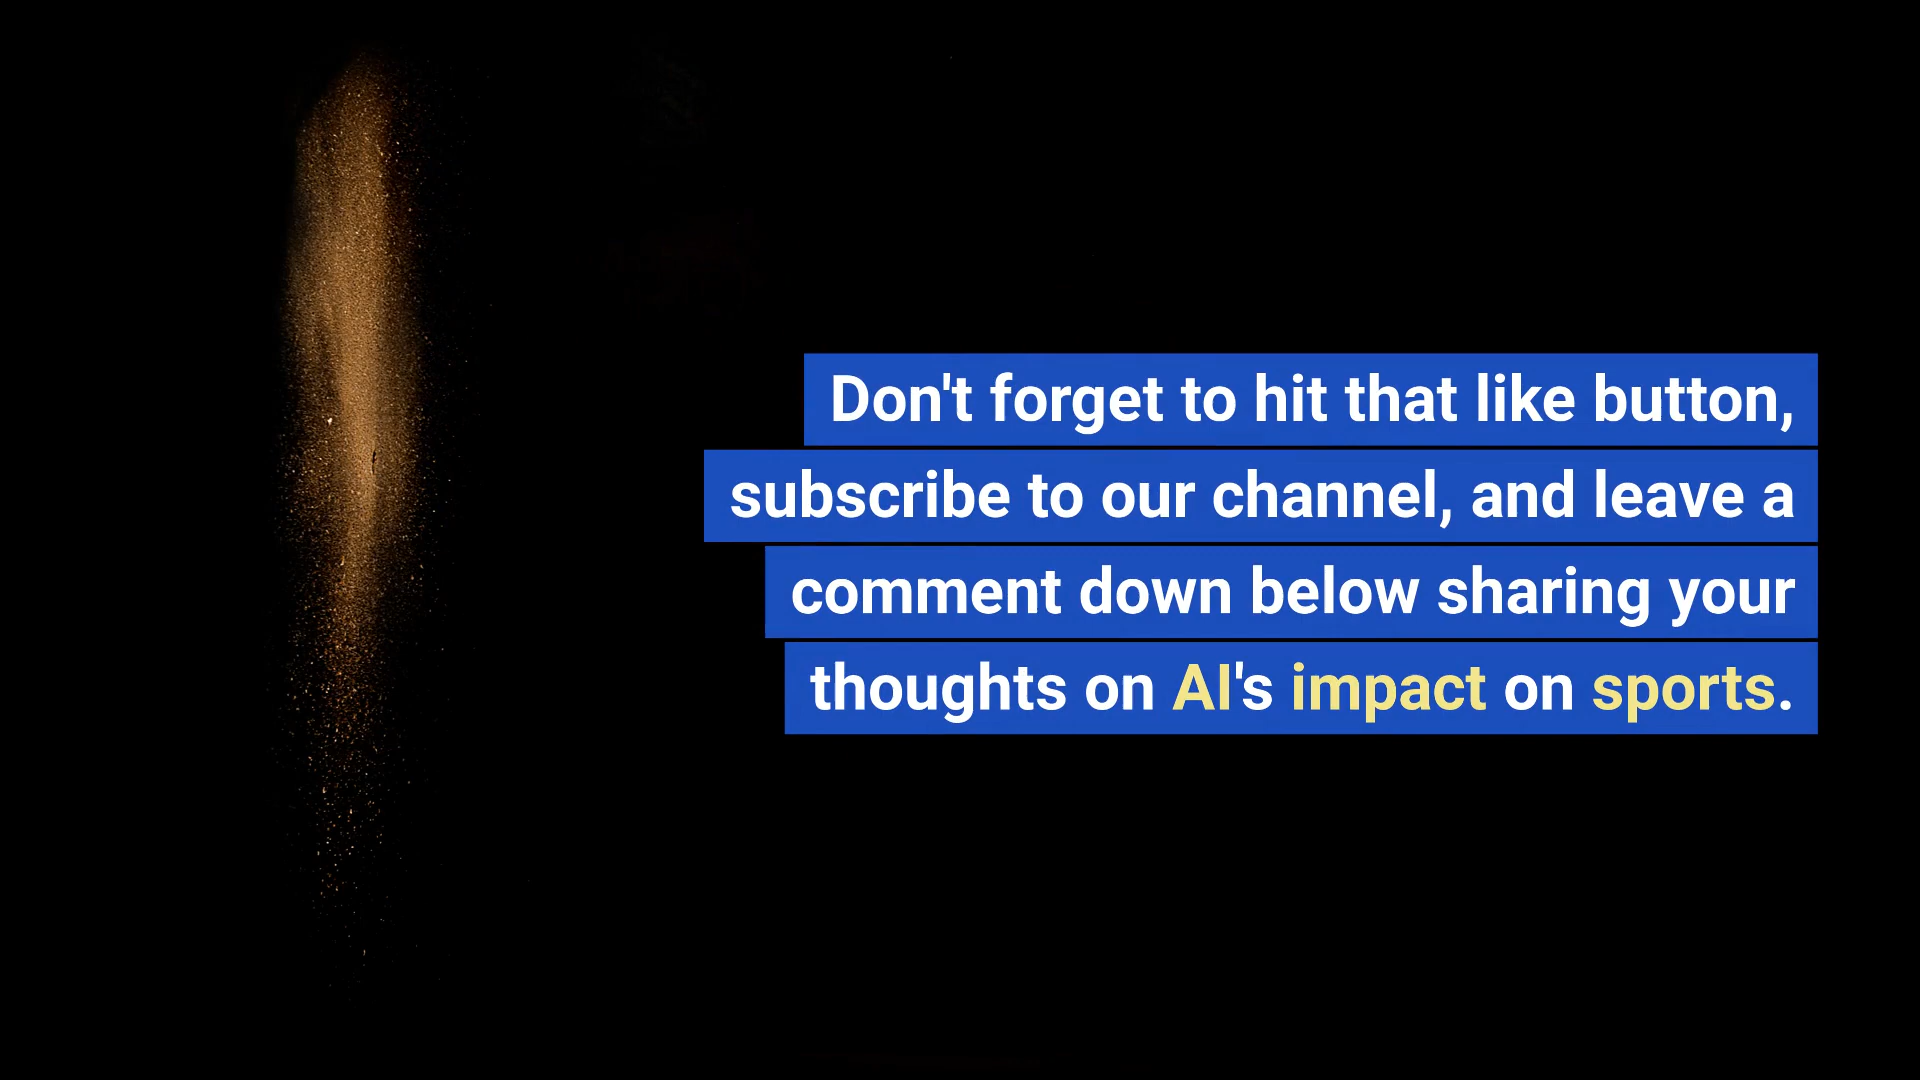 Don't forget to hit that like button,
subscribe to our channel, and leave a
comment down below sharing your
thoughts on AI's impact on sports.